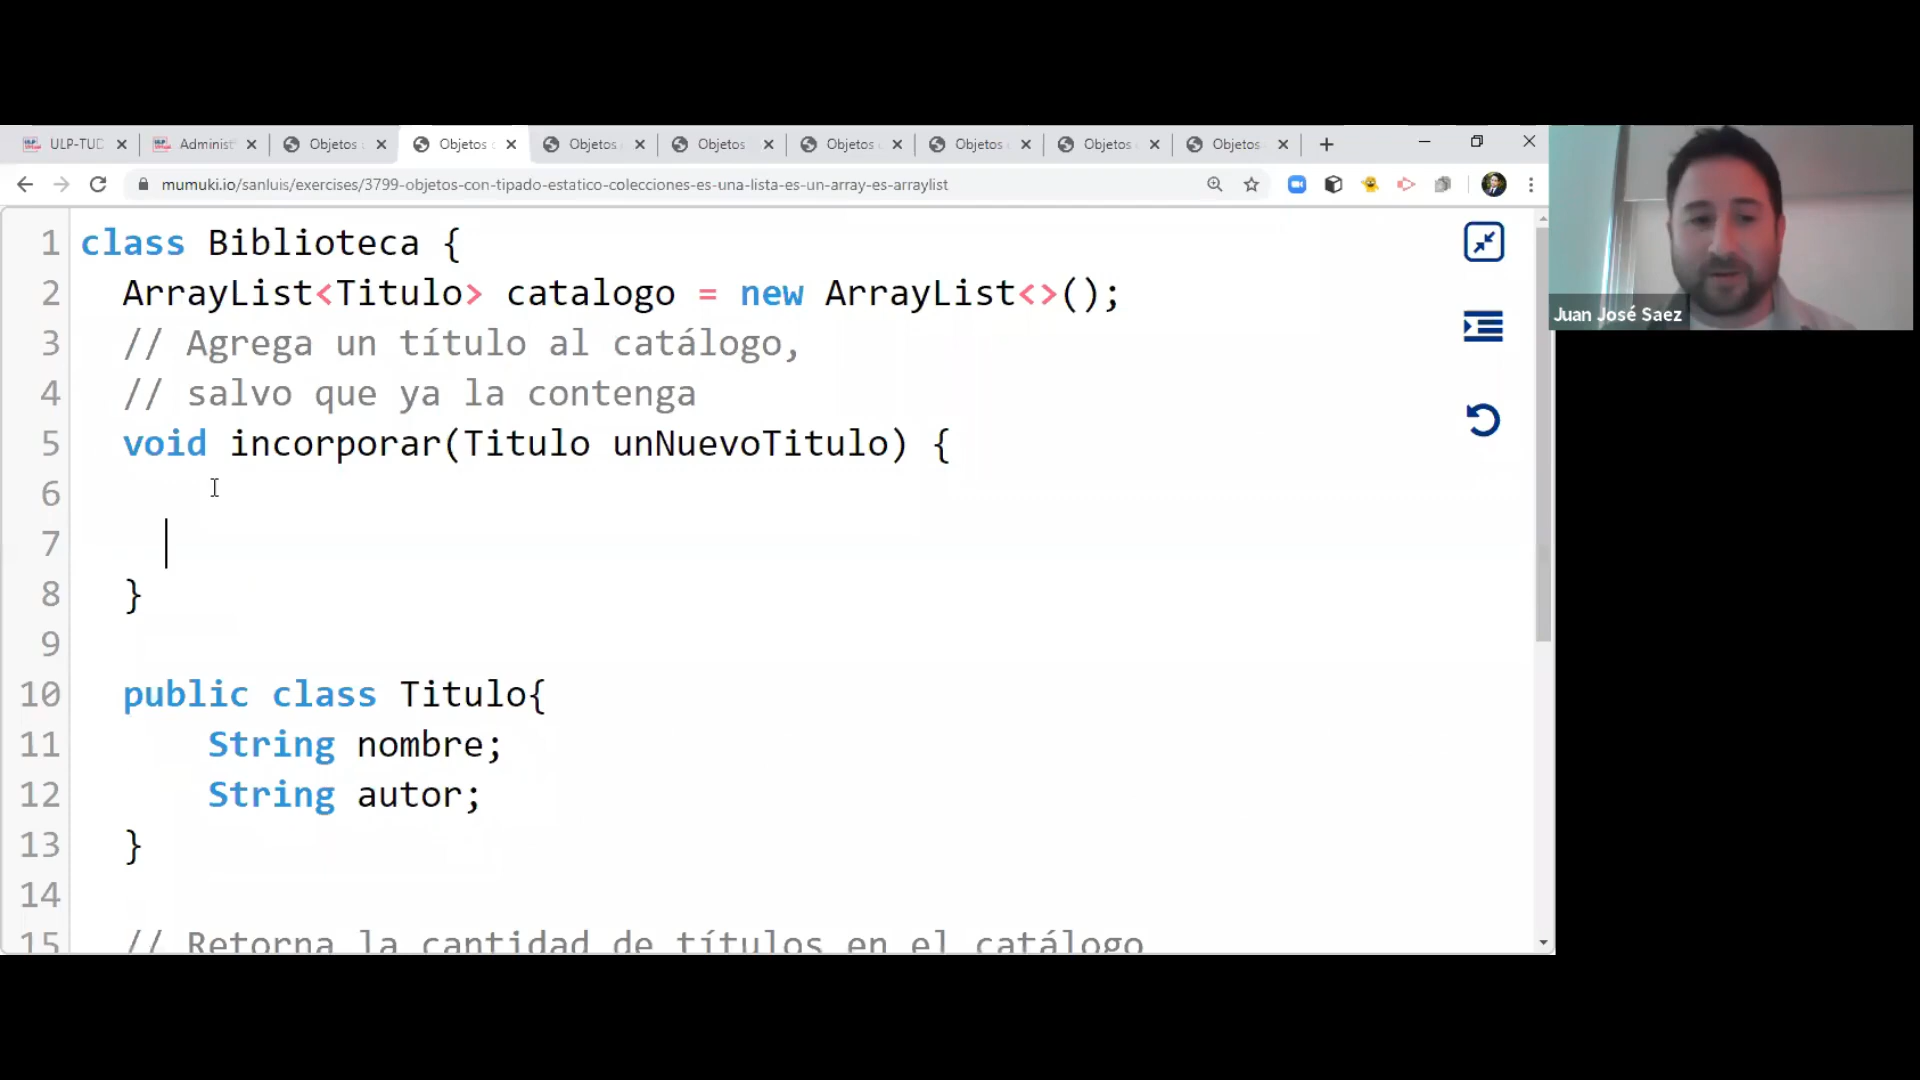 ULP-TUD
Administ
Objetos
Objetos
Objetos
Objetos
Objetos
Objetos
Objetos
Objetos
mumuki.io/sanluis/exercises/3799-objetos-con-tipado-estatico-colecciones-es-una-lista-es-un-array-es-arraylist
Juan José Saez
1 class Biblioteca {
2 ArrayList<Titulo> catalogo = new ArrayList<>();
3 // Agrega un título al catálogo,
4 // salvo que ya la contenga
5 void incorporar(Titulo unNuevoTitulo) {
6
7
8 }
9
10 public class Titulo{
11 String nombre;
12 String autor;
13 }
14
15 // Retorna la cantidad de títulos en el catálogo